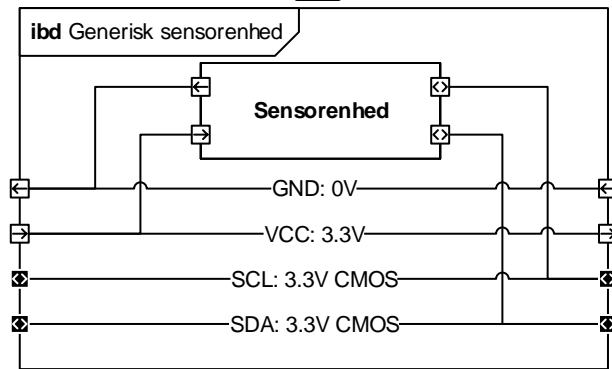 ibd Generisk sensorenhed
Sensorenhed
GND: 0V
VCC: 3.3V
SCL: 3.3V CMOS
SDA: 3.3V CMOS